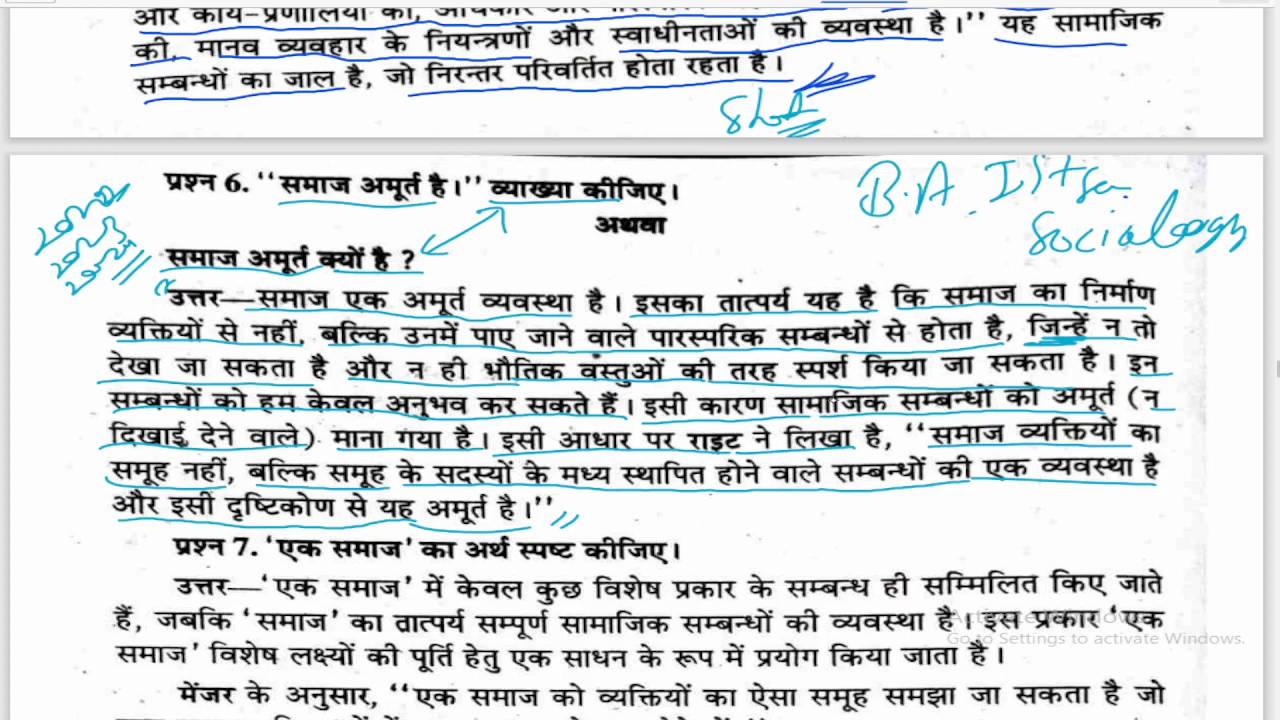 और कार्य-प्रणालियों की,
की, मानव व्यवहार के नियन्त्रणों और स्वाधीनताओं की व्यवस्था है।'' यह सामाजिक
सम्बन्धों का जाल है, जो निरन्तर परिवर्तित होता रहता है।
प्रश्न 6. ''समाज अमूर्त है।'' व्याख्या कीजिए।
B.A Ist
अथवा
समाज अमूर्त क्यों है ?
उत्तर—समाज एक अमूर्त व्यवस्था है। इसका तात्पर्य यह है कि समाज का निर्माण
व्यक्तियों से नहीं, बल्कि उनमें पाए जाने वाले पारस्परिक सम्बन्धों से होता है, जिन्हें न तो
देखा जा सकता है और न ही भौतिक वस्तुओं की तरह स्पर्श किया जा सकता है। इन
सम्बन्धों को हम केवल अनुभव कर सकते हैं। इसी कारण सामाजिक सम्बन्धों को अमूर्त (न
दिखाई देने वाले) माना गया है। इसी आधार पर राइट ने लिखा है, ''समाज व्यक्तियों का
समूह नहीं, बल्कि समूह के सदस्यों के मध्य स्थापित होने वाले सम्बन्धों की एक व्यवस्था है
और इसी दृष्टिकोण से यह अमूर्त है।''
प्रश्न 7. 'एक समाज' का अर्थ स्पष्ट कीजिए।
उत्तर—'एक समाज' में केवल कुछ विशेष प्रकार के सम्बन्ध ही सम्मिलित किए जाते
हैं, जबकि 'समाज' का तात्पर्य सम्पूर्ण सामाजिक सम्बन्धों की व्यवस्था है। इस प्रकार 'एक
समाज' विशेष लक्ष्यों की पूर्ति हेतु एक साधन के रूप में प्रयोग किया जाता है।
Activate Windows
Go to Settings to activate Windows.
मेंजर के अनुसार, ''एक समाज को व्यक्तियों का ऐसा समूह समझा जा सकता है जो